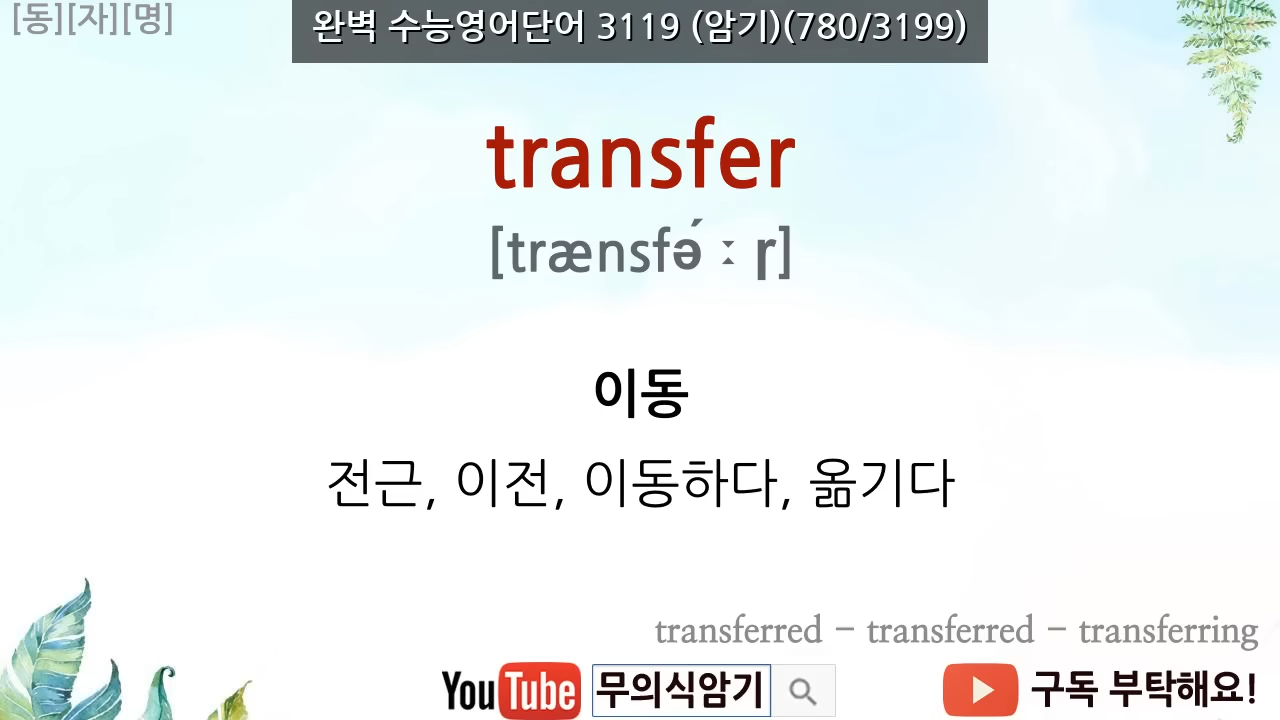 [동][자][명]
완벽 수능영어단어 3119 (암기)(780/3199)
transfer
[trænsfə́ːr]
이동
전근, 이전, 이동하다, 옮기다
transferred - transferred - transferring
YouTube 무의식암기
구독 부탁해요!